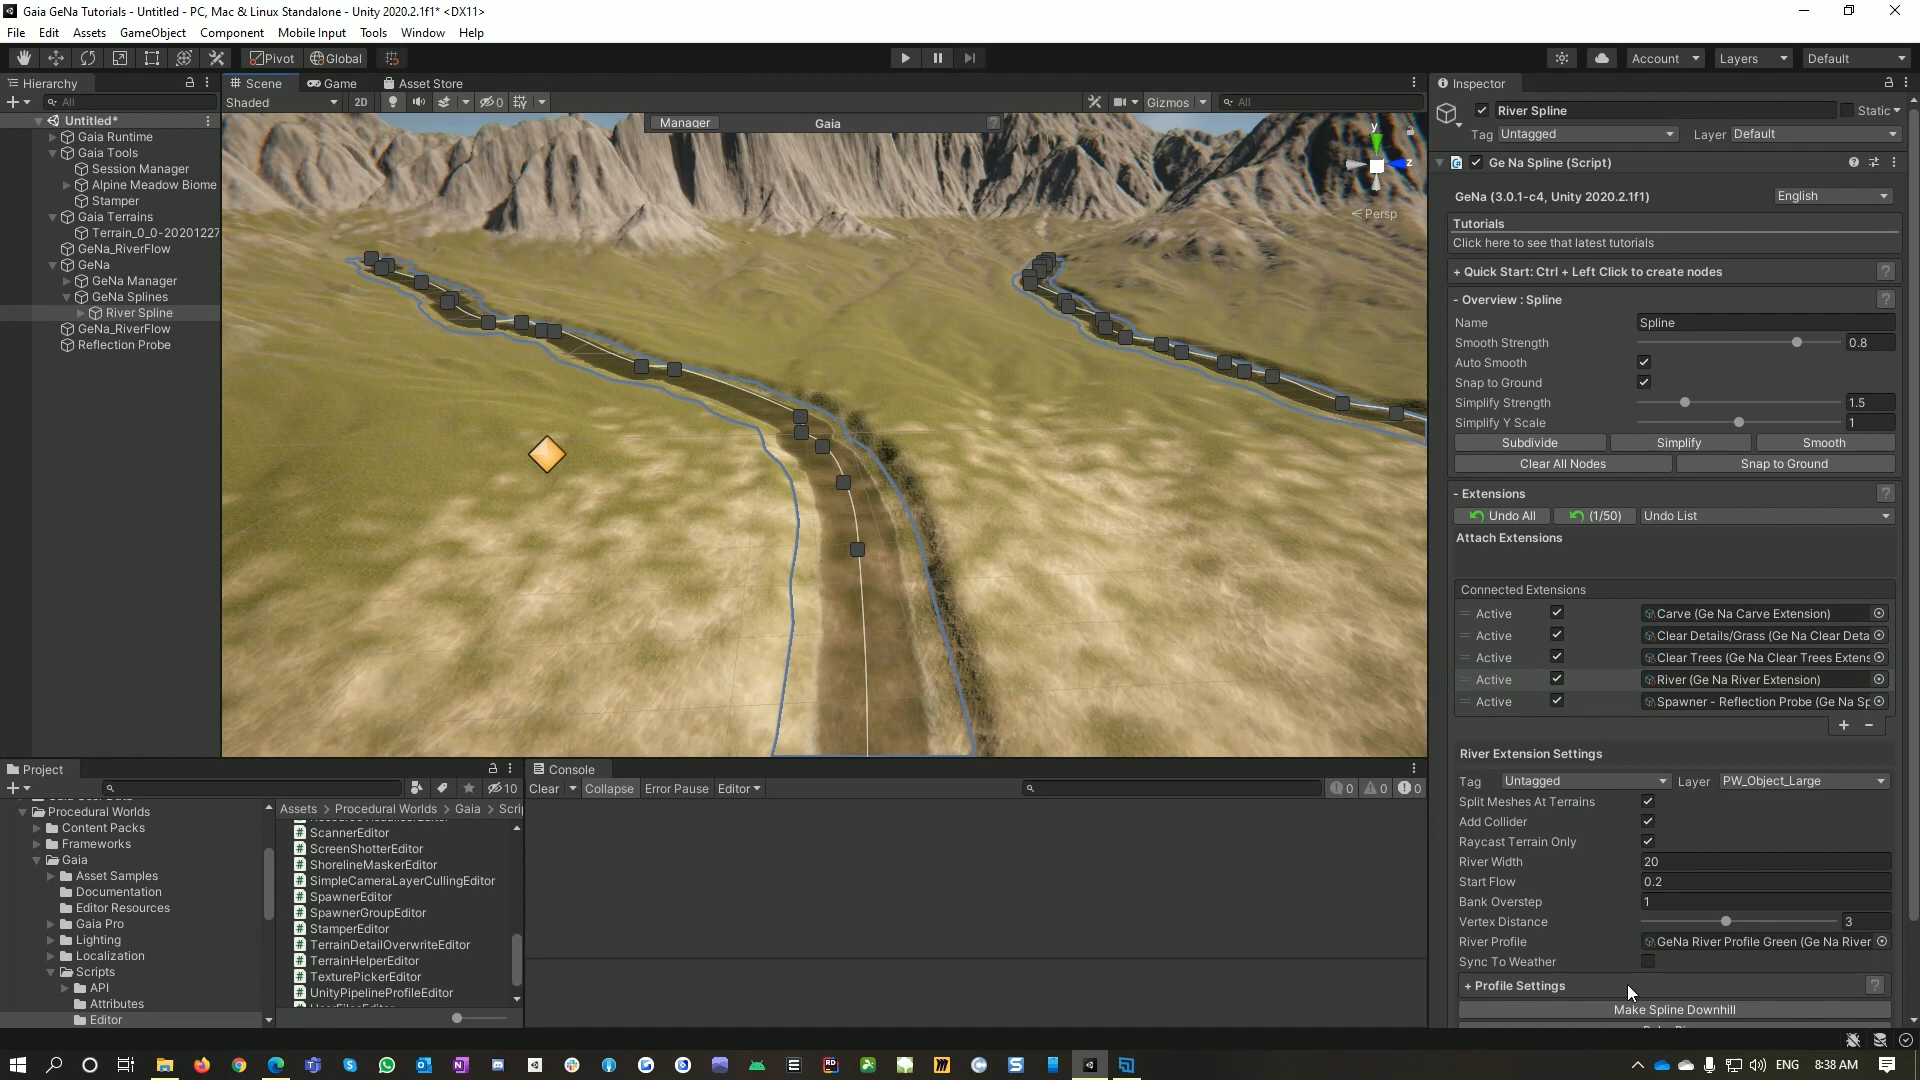 Gaia GeNa Tutorials - Untitled - PC, Mac & Linux Standalone - Unity 2020.2.1f1* <DX11>
File Edit Assets GameObject Component Mobile Input Tools Window Help
Pivot Global Account Layers Default
Hierarchy
All
Untitled*
Gaia Runtime
Gaia Tools
Session Manager
Alpine Meadow Biome
Stamper
Gaia Terrains
Terrain_0_0-20201227
GeNa_RiverFlow
GeNa
GeNa Manager
GeNa Splines
River Spline
GeNa_RiverFlow
Reflection Probe
Scene Game Asset Store
Shaded 2D 0 Gizmos All
Manager Gaia
y
z
Persp
Inspector
River Spline Static
Tag Untagged Layer Default
Ge Na Spline (Script)
GeNa (3.0.1-c4, Unity 2020.2.1f1) English
Tutorials
Click here to see that latest tutorials
+ Quick Start: Ctrl + Left Click to create nodes ?
- Overview : Spline ?
Name Spline
Smooth Strength 0.8
Auto Smooth
Snap to Ground
Simplify Strength 1.5
Simplify Y Scale 1
Subdivide Simplify Smooth
Clear All Nodes Snap to Ground
- Extensions ?
Undo All (1/50) Undo List
Attach Extensions
Connected Extensions
Active Carve (Ge Na Carve Extension)
Active Clear Details/Grass (Ge Na Clear Deta
Active Clear Trees (Ge Na Clear Trees Extens
Active River (Ge Na River Extension)
Active Spawner - Reflection Probe (Ge Na Sp
+ -
River Extension Settings
Tag Untagged Layer PW_Object_Large
Split Meshes At Terrains
Add Collider
Raycast Terrain Only
River Width 20
Start Flow 0.2
Bank Overstep 1
Vertex Distance 3
River Profile GeNa River Profile Green (Ge Na River
Sync To Weather
+ Profile Settings ?
Make Spline Downhill
Project
10
Procedural Worlds
Content Packs
Frameworks
Gaia
Asset Samples
Documentation
Editor Resources
Gaia Pro
Lighting
Localization
Scripts
API
Attributes
Editor
Assets > Procedural Worlds > Gaia > Scri
ScannerEditor
ScreenShotterEditor
ShorelineMaskerEditor
SimpleCameraLayerCullingEditor
SpawnerEditor
SpawnerGroupEditor
StamperEditor
TerrainDetailOverwriteEditor
TerrainHelperEditor
TexturePickerEditor
UnityPipelineProfileEditor
Console
Clear Collapse Error Pause Editor 0 0 0
ENG 8:38 AM